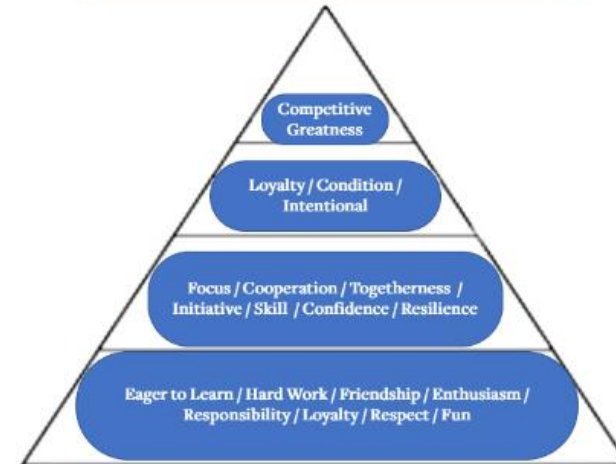 Competitive
Greatness
Loyalty / Condition /
Intentional
Focus / Cooperation / Togetherness /
Initiative / Skill / Confidence / Resilience
Eager to Learn / Hard Work / Friendship / Enthusiasm /
Responsibility / Loyalty / Respect / Fun